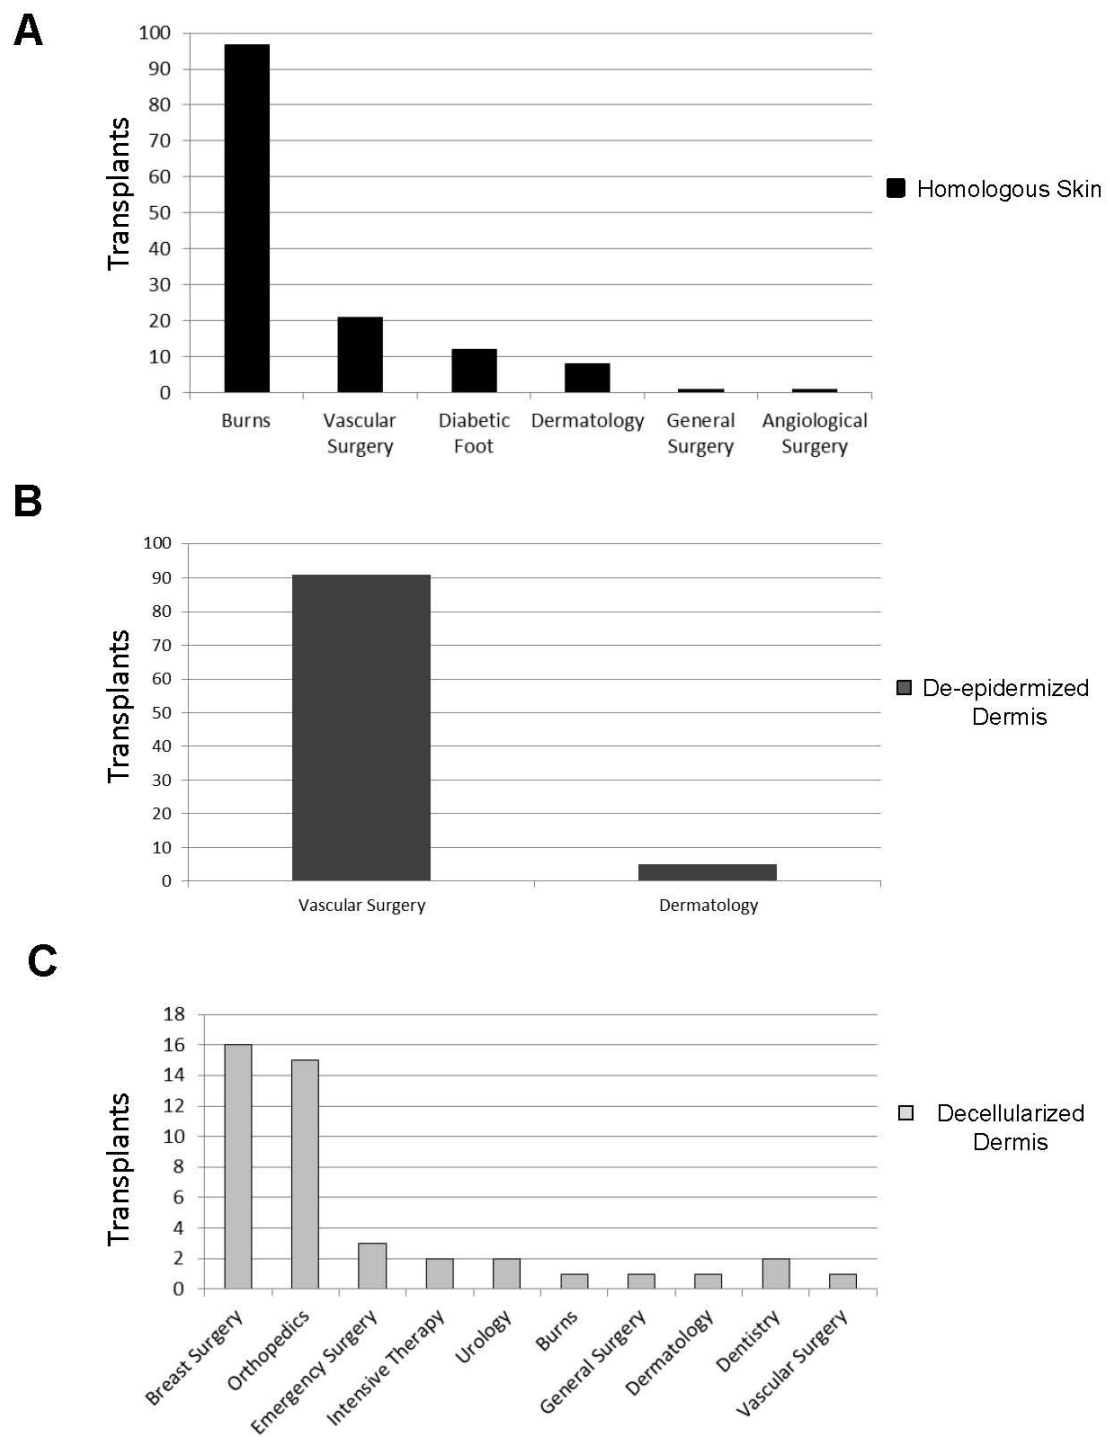 A
100
90
80
70
60
50
40
30
20
10
0
Transplants
Burns
Vascular
Surgery
Diabetic
Foot
Dermatology
General
Surgery
Angiological
Surgery
Homologous Skin
B
100
90
80
70
60
50
40
30
20
10
0
Transplants
Vascular Surgery
Dermatology
De-epidermized
Dermis
C
18
16
14
12
10
8
6
4
2
0
Transplants
Breast Surgery
Orthopedics
Emergency Surgery
Intensive Therapy
Urology
Burns
General Surgery
Dermatology
Dentistry
Vascular Surgery
Decellularized
Dermis